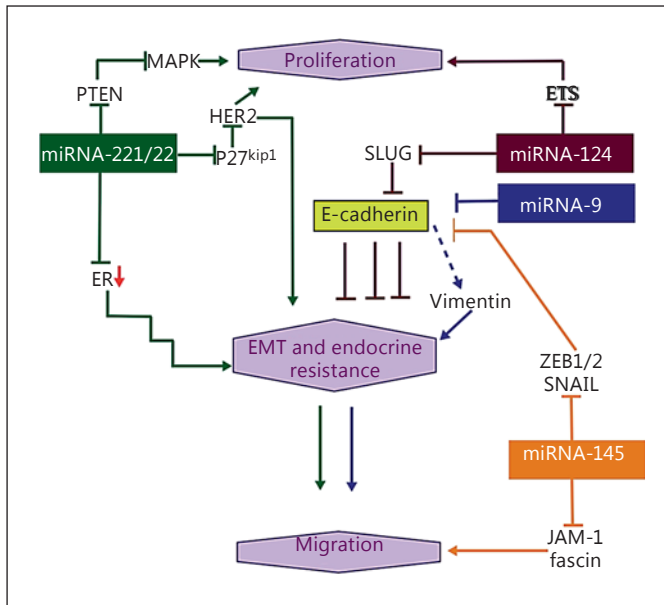 MAPK
Proliferation
PTEN
HER2
ETS
miRNA-221/22
P27kip1
SLUG
miRNA-124
E-cadherin
miRNA-9
ER
Vimentin
EMT and endocrine
resistance
ZEB1/2
SNAIL
miRNA-145
Migration
JAM-1
fascin